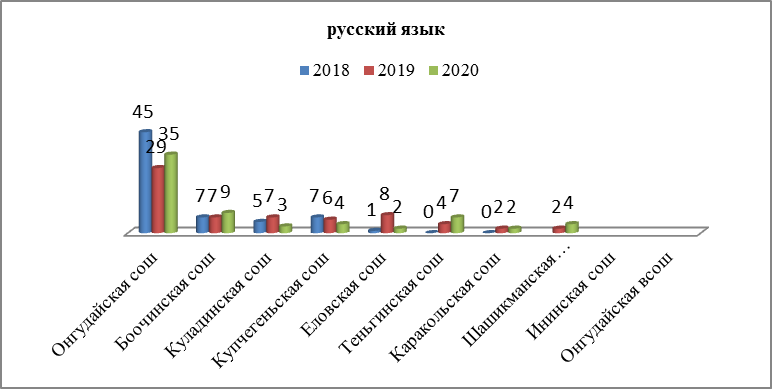 русский язык
2018 2019 2020
45 29 35
7 7 9
5 7 3
7 6 4
1 8 2
0 4 7
0 2 2
2 4
Онгудайская сош
Боочинская сош
Куладинская сош
Купчегеньская сош
Еловская сош
Теньгинская сош
Каракольская сош
Шашикманская …
Ининская сош
Онгудайская всош